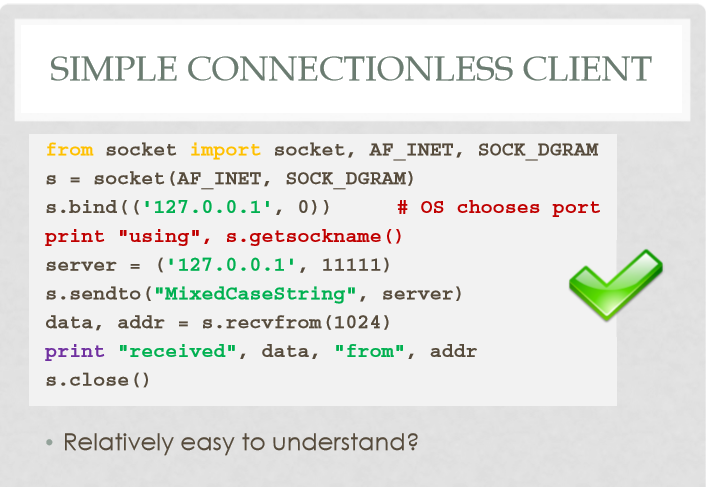 SIMPLE CONNECTIONLESS CLIENT
from socket import socket, AF_INET, SOCK_DGRAM
s = socket(AF_INET, SOCK_DGRAM)
s.bind(('127.0.0.1', 0)) # OS chooses port
print "using", s.getsockname()
server = ('127.0.0.1', 11111)
s.sendto("MixedCaseString", server)
data, addr = s.recvfrom(1024)
print "received", data, "from", addr
s.close()
• Relatively easy to understand?